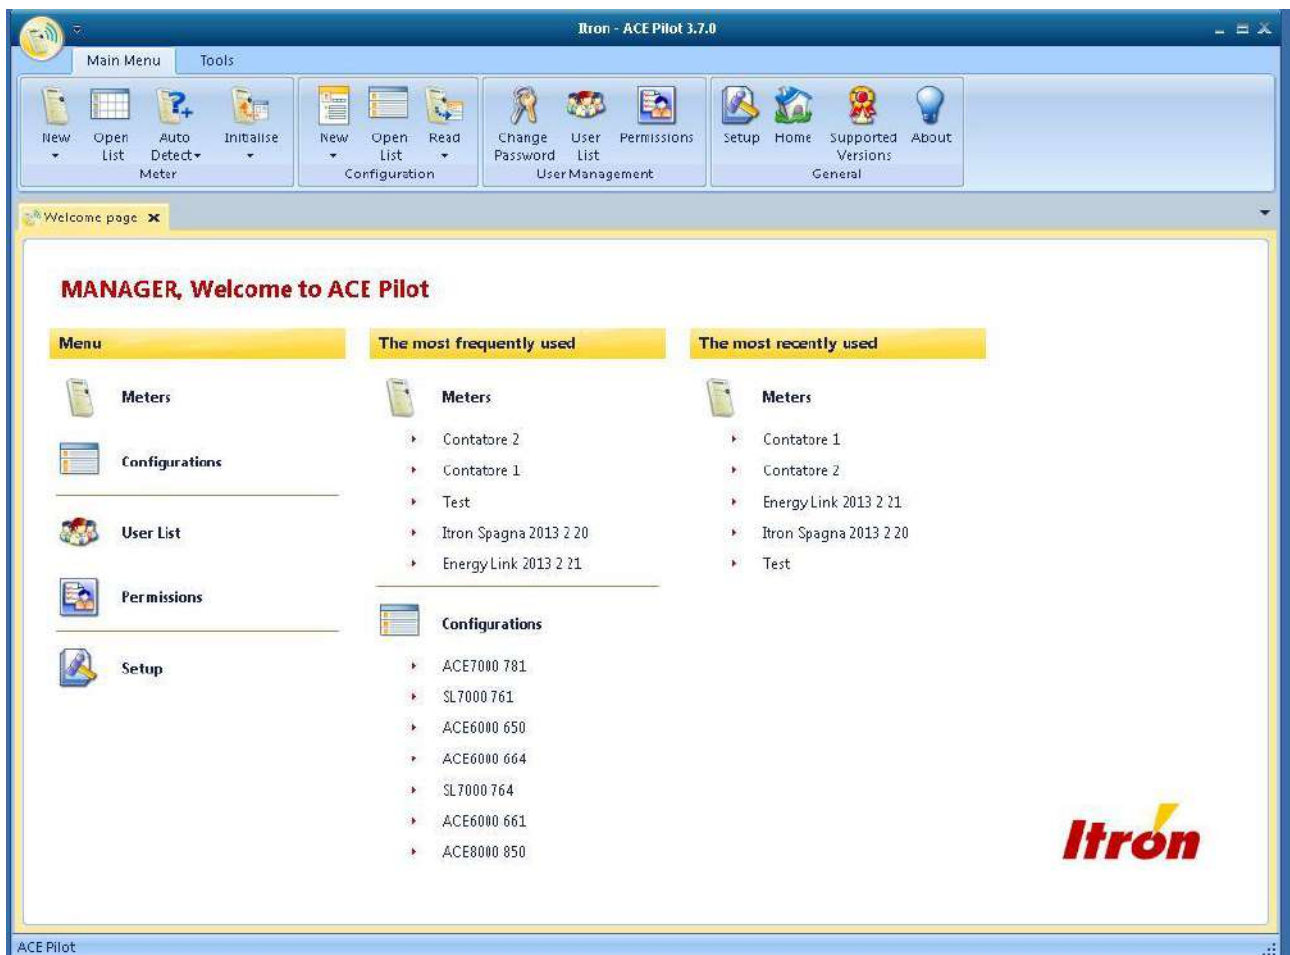 Itron - ACE Pilot 3.7.0
Main Menu Tools
New Open List Auto Detect Initialise
Meter
New Open List Read
Configuration
Change Password User List Permissions
User Management
Setup Home Supported Versions About
General
Welcome page
MANAGER, Welcome to ACE Pilot
Menu
Meters
Configurations
User List
Permissions
Setup
The most frequently used
Meters
Contatore 2
Contatore 1
Test
Itron Spagna 2013 2 20
Energy Link 2013 2 21
Configurations
ACE7000 781
SL7000 761
ACE6000 650
ACE6000 664
SL7000 764
ACE6000 661
ACE8000 850
The most recently used
Meters
Contatore 1
Contatore 2
Energy Link 2013 2 21
Itron Spagna 2013 2 20
Test
Itrón
ACE Pilot